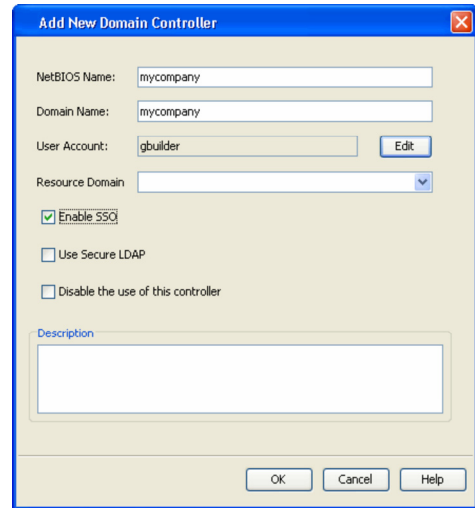 Add New Domain Controller
NetBIOS Name: mycompany
Domain Name: mycompany
User Account: gbuilder Edit
Resource Domain
Enable SSO
Use Secure LDAP
Disable the use of this controller
Description
OK Cancel Help